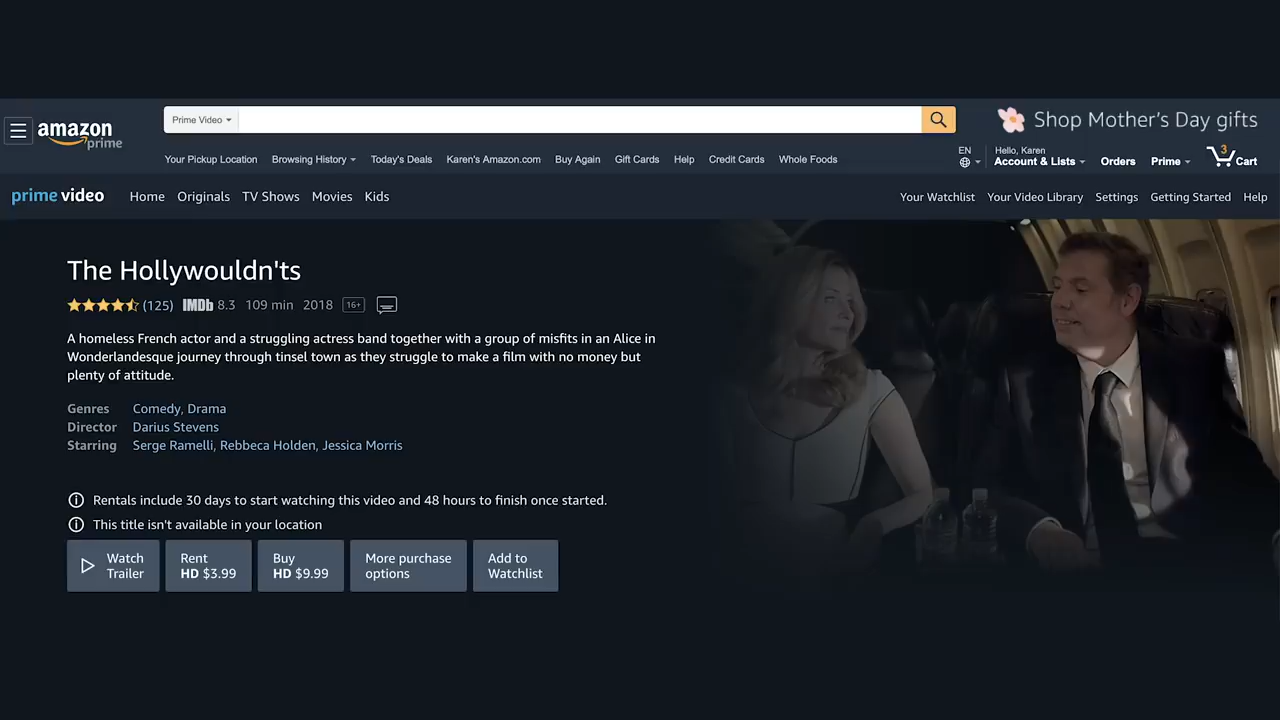 Prime Video
Shop Mother's Day gifts
amazon
prime
Your Pickup Location Browsing History Today's Deals Karen's Amazon.com Buy Again Gift Cards Help Credit Cards Whole Foods
EN
Hello, Karen
Account & Lists
Orders
Prime
3
Cart
prime video Home Originals TV Shows Movies Kids Your Watchlist Your Video Library Settings Getting Started Help
The Hollywouldn'ts
(125) IMDb 8.3 109 min 2018 16+
A homeless French actor and a struggling actress band together with a group of misfits in an Alice in
Wonderlandesque journey through tinsel town as they struggle to make a film with no money but
plenty of attitude.
Genres Comedy, Drama
Director Darius Stevens
Starring Serge Ramelli, Rebbeca Holden, Jessica Morris
Rentals include 30 days to start watching this video and 48 hours to finish once started.
This title isn't available in your location
Watch
Trailer
Rent
HD $3.99
Buy
HD $9.99
More purchase
options
Add to
Watchlist